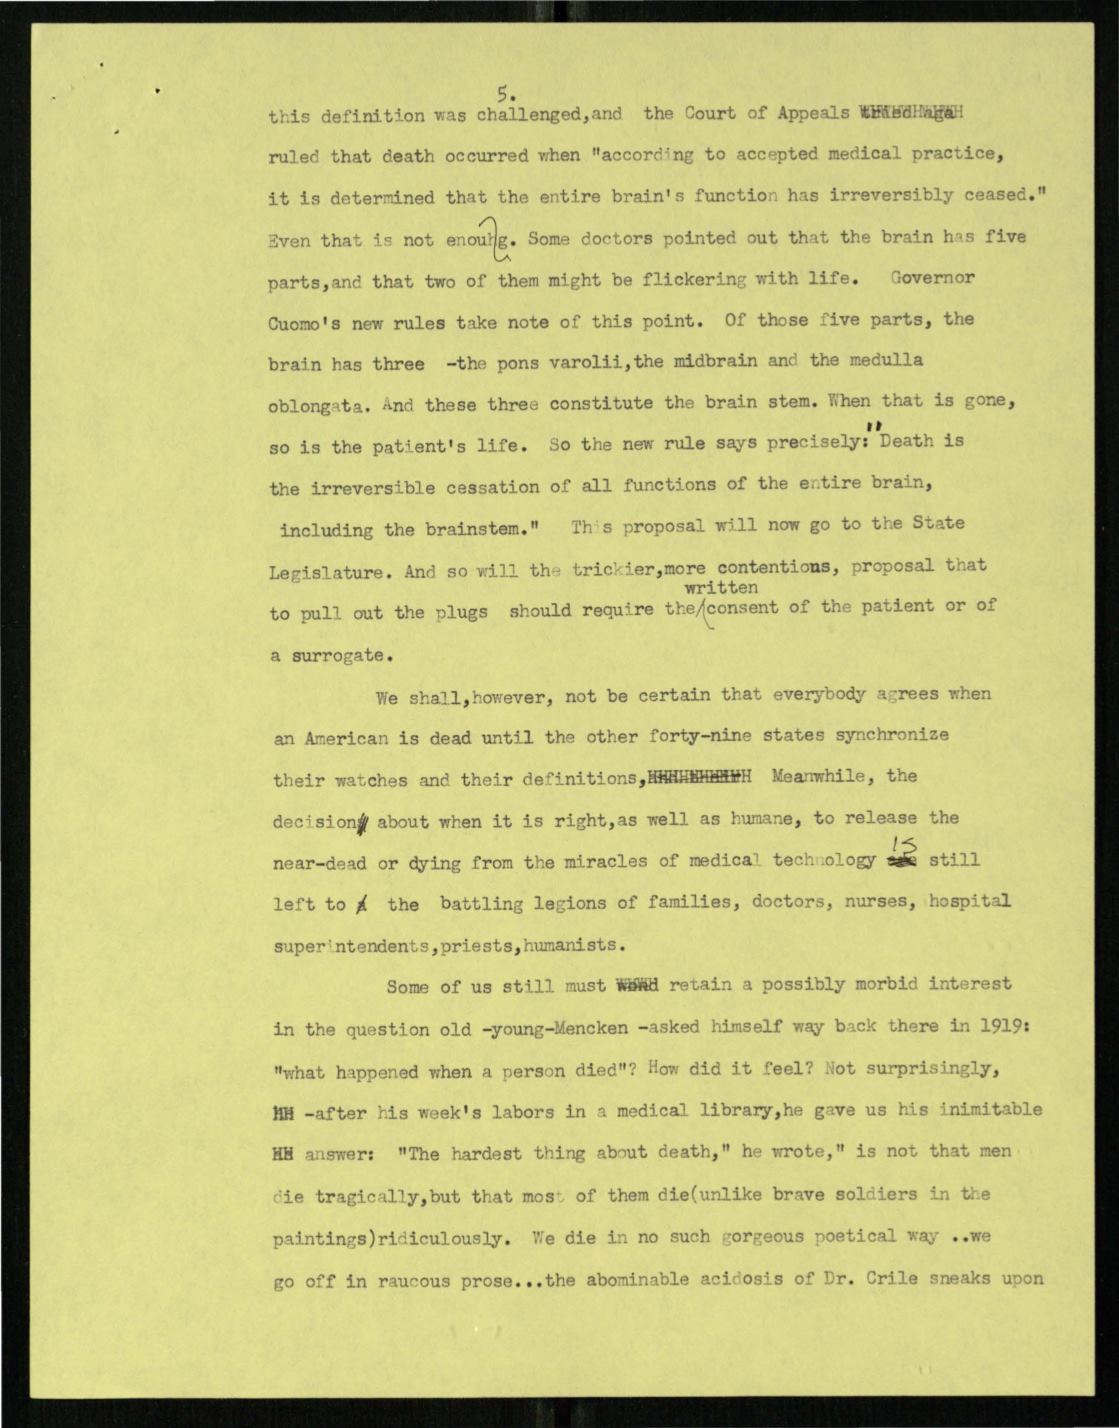 5.
this definition was challenged,and the Court of Appeals
ruled that death occurred when "according to accepted medical practice,
it is determined that the entire brain's function has irreversibly ceased."
Even that is not enouhg. Some doctors pointed out that the brain has five
parts,and that two of them might be flickering with life. Governor
Cuomo's new rules take note of this point. Of those five parts, the
brain has three -the pons varolii,the midbrain and the medulla
oblongata. And these three constitute the brain stem. When that is gone,
so is the patient's life. So the new rule says precisely:"Death is
the irreversible cessation of all functions of the entire brain,
including the brainstem." This proposal will now go to the State
Legislature. And so will the trickier,more contentious, proposal that
written
to pull out the plugs should require the/consent of the patient or of
a surrogate.
We shall,however, not be certain that everybody agrees when
an American is dead until the other forty-nine states synchronize
their watches and their definitions, Meanwhile, the
decision about when it is right,as well as humane, to release the
near-dead or dying from the miracles of medical technology is still
left to the battling legions of families, doctors, nurses, hospital
superintendents,priests,humanists.
Some of us still must retain a possibly morbid interest
in the question old -young-Mencken -asked himself way back there in 1919:
"what happened when a person died"? How did it feel? Not surprisingly,
-after his week's labors in a medical library,he gave us his inimitable
answer: "The hardest thing about death," he wrote," is not that men
die tragically,but that most of them die(unlike brave soldiers in the
paintings)ridiculously. We die in no such gorgeous poetical way ..we
go off in raucous prose...the abominable acidosis of Dr. Crile sneaks upon